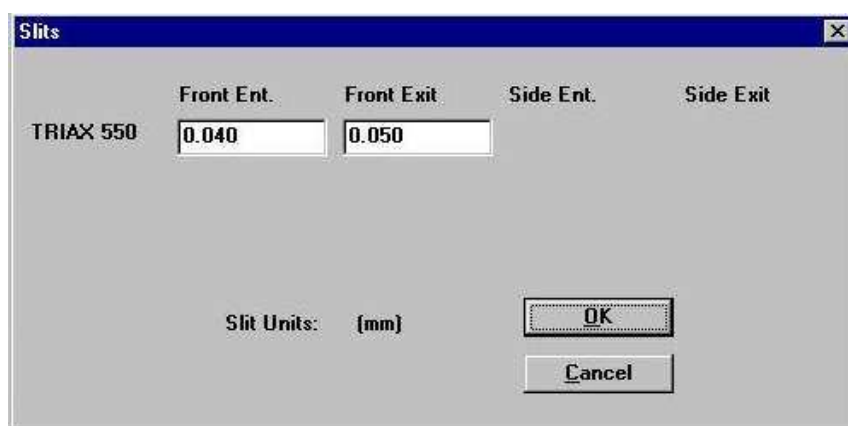 Slits
Front Ent. Front Exit Side Ent. Side Exit
TRIAX 550 0.040 0.050
Slit Units: (mm) OK
Cancel